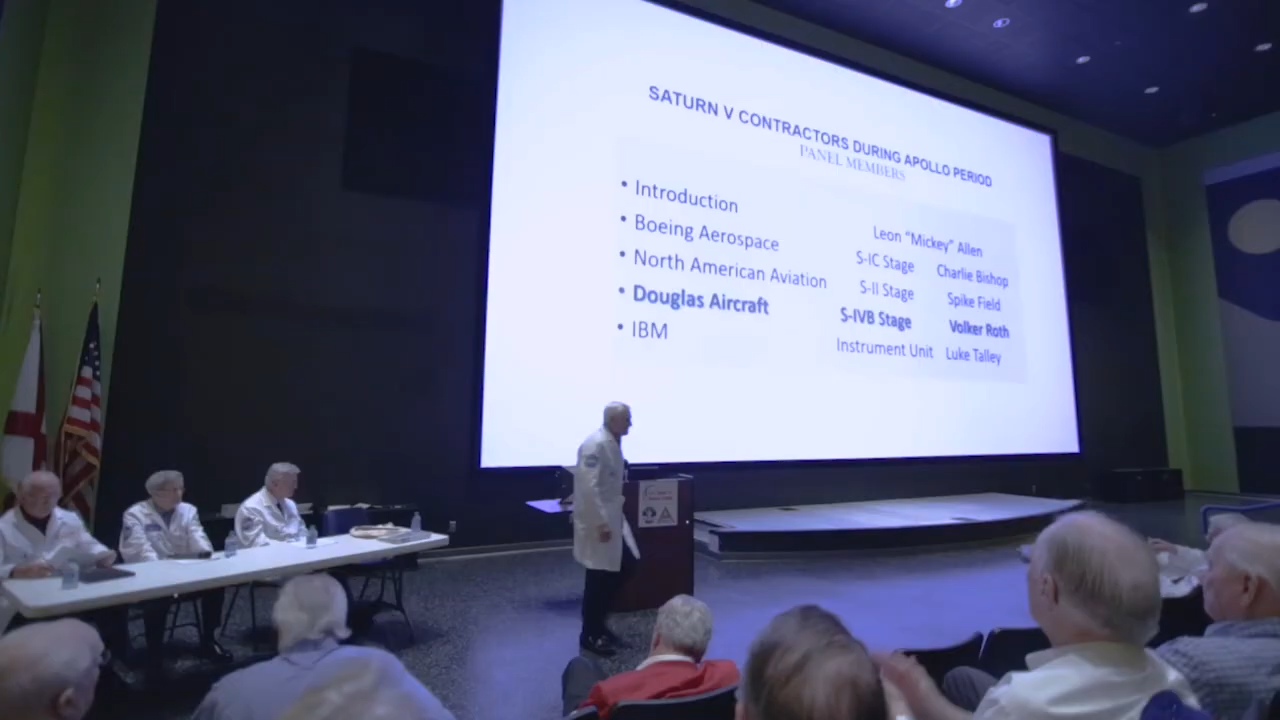 SATURN V CONTRACTORS DURING APOLLO PERIOD
PANEL MEMBERS
• Introduction Leon “Mickey” Allen
• Boeing Aerospace S-IC Stage Charlie Bishop
• North American Aviation S-II Stage Spike Field
• Douglas Aircraft S-IVB Stage Volker Roth
• IBM Instrument Unit Luke Talley